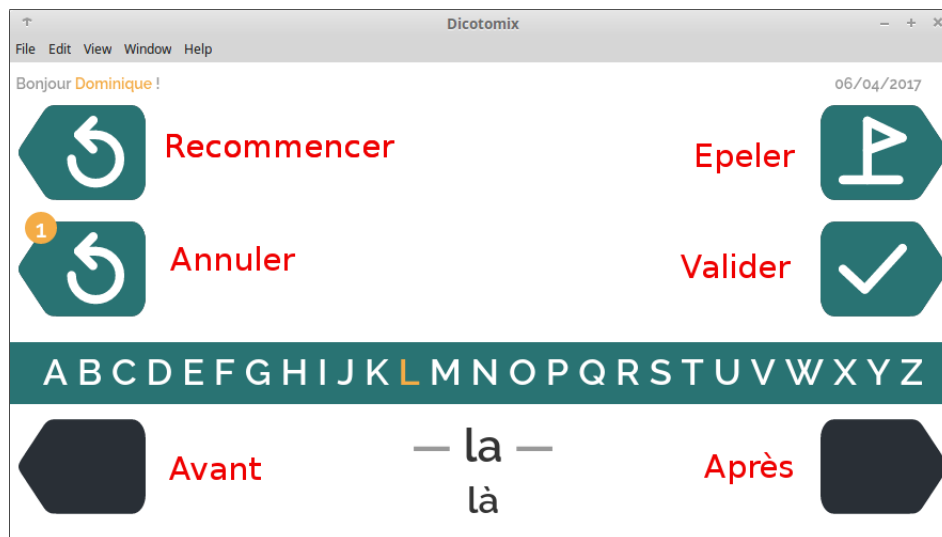 Dicotomix
File Edit View Window Help
Bonjour Dominique !
06/04/2017
Recommencer
Epeler
1
Annuler
Valider
A B C D E F G H I J K L M N O P Q R S T U V W X Y Z
Avant
— la —
Après
là